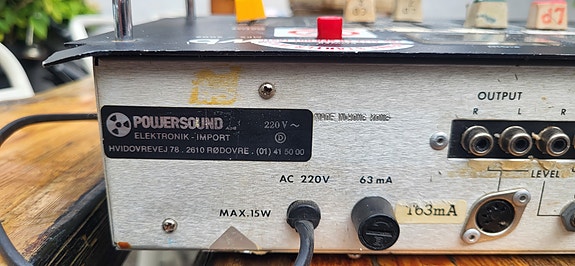 POWERSOUND
220 V ~
ELEKTRONIK - IMPORT
D
HVIDOVREVEJ 78 . 2610 RØDOVRE . (01) 41 50 00
OUTPUT
R L R
LEVEL
AC 220V
63 mA
163mA
MAX. 15W